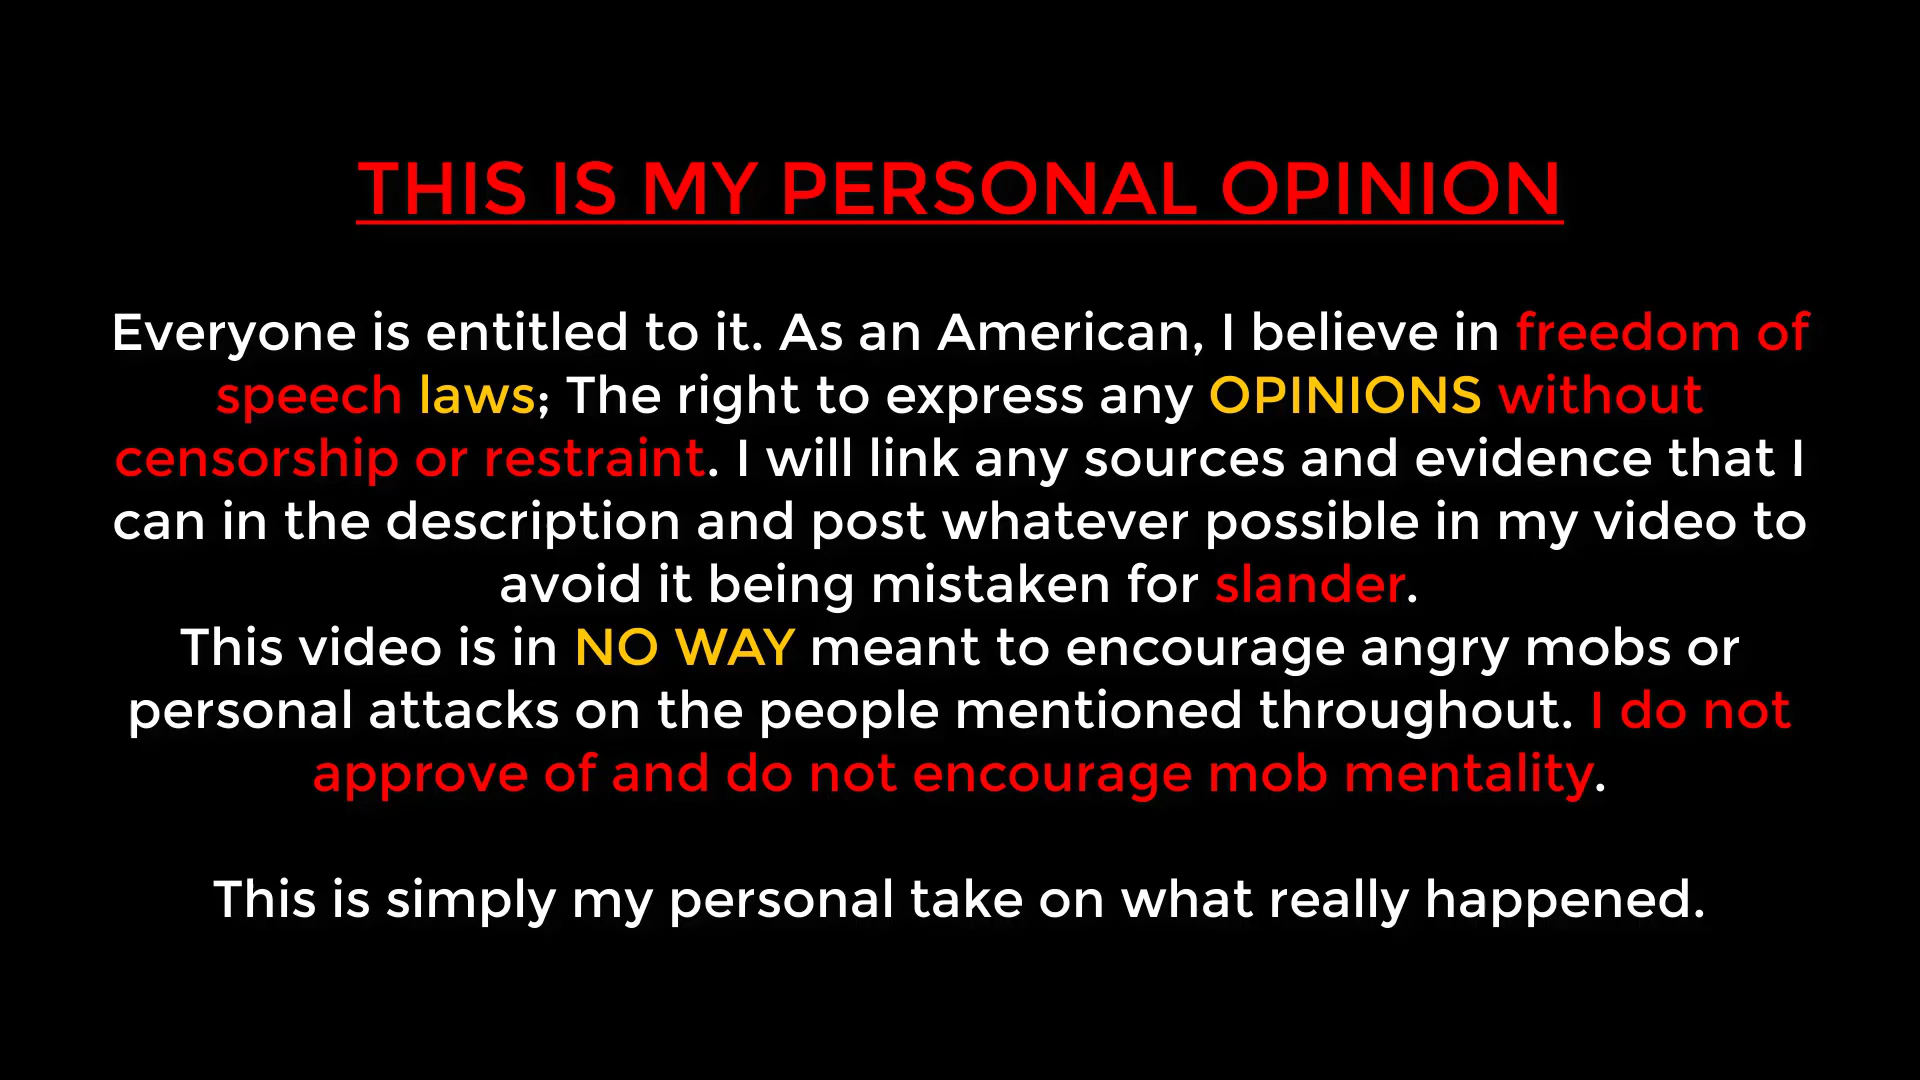 THIS IS MY PERSONAL OPINION
Everyone is entitled to it. As an American, I believe in freedom of
speech laws; The right to express any OPINIONS without
censorship or restraint. I will link any sources and evidence that I
can in the description and post whatever possible in my video to
avoid it being mistaken for slander.
This video is in NO WAY meant to encourage angry mobs or
personal attacks on the people mentioned throughout. I do not
approve of and do not encourage mob mentality.
This is simply my personal take on what really happened.